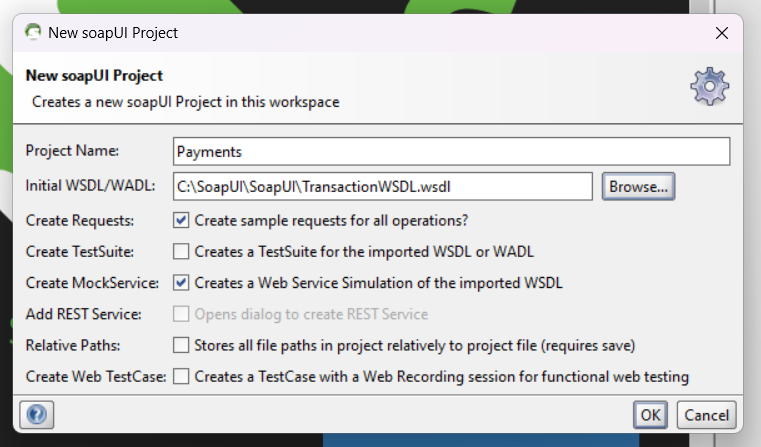 New soapUI Project
New soapUI Project
Creates a new soapUI Project in this workspace
Project Name: Payments
Initial WSDL/WADL: C:\SoapUI\SoapUI\TransactionWSDL.wsdl Browse...
Create Requests: Create sample requests for all operations?
Create TestSuite: Creates a TestSuite for the imported WSDL or WADL
Create MockService: Creates a Web Service Simulation of the imported WSDL
Add REST Service: Opens dialog to create REST Service
Relative Paths: Stores all file paths in project relatively to project file (requires save)
Create Web TestCase: Creates a TestCase with a Web Recording session for functional web testing
? OK Cancel